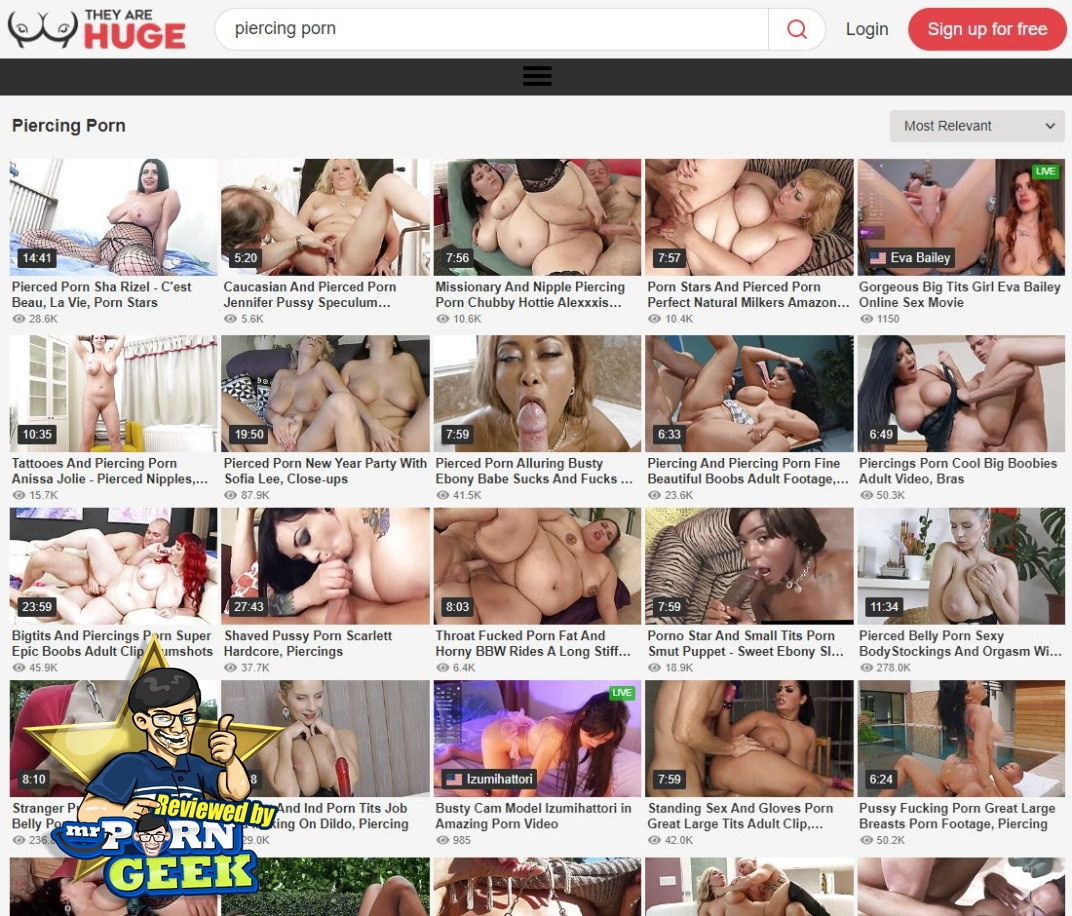 THEY ARE
HUGE
piercing porn
Login
Sign up for free
Piercing Porn
Most Relevant
14:41
5:20
7:56
7:57
LIVE
Eva Bailey
Pierced Porn Sha Rizel - C'est
Beau, La Vie, Porn Stars
28.6K
Caucasian And Pierced Porn
Jennifer Pussy Speculum...
5.6K
Missionary And Nipple Piercing
Porn Chubby Hottie Alexxxis...
10.6K
Porn Stars And Pierced Porn
Perfect Natural Milkers Amazon...
10.4K
Gorgeous Big Tits Girl Eva Bailey
Online Sex Movie
1150
10:35
19:50
7:59
6:33
6:49
Tattooes And Piercing Porn
Anissa Jolie - Pierced Nipples,...
15.7K
Pierced Porn New Year Party With
Sofia Lee, Close-ups
87.9K
Pierced Porn Alluring Busty
Ebony Babe Sucks And Fucks ...
41.5K
Piercing And Piercing Porn Fine
Beautiful Boobs Adult Footage,...
23.6K
Piercings Porn Cool Big Boobies
Adult Video, Bras
50.3K
23:59
27:43
8:03
7:59
11:34
Bigtits And Piercings Porn Super
Epic Boobs Adult Clip, Cumshots
45.9K
Shaved Pussy Porn Scarlett
Hardcore, Piercings
37.7K
Throat Fucked Porn Fat And
Horny BBW Rides A Long Stiff...
6.4K
Porno Star And Small Tits Porn
Smut Puppet - Sweet Ebony Sl...
18.9K
Pierced Belly Porn Sexy
BodyStockings And Orgasm Wi...
278.0K
8:10
8
LIVE
Izumihattori
7:59
6:24
Stranger P
Belly Po
236.8
And Ind Porn Tits Job
king On Dildo, Piercing
29.0K
Busty Cam Model Izumihattori in
Amazing Porn Video
985
Standing Sex And Gloves Porn
Great Large Tits Adult Clip,...
42.0K
Pussy Fucking Porn Great Large
Breasts Porn Footage, Piercing
50.2K
Reviewed by
mr PORN
GEEK